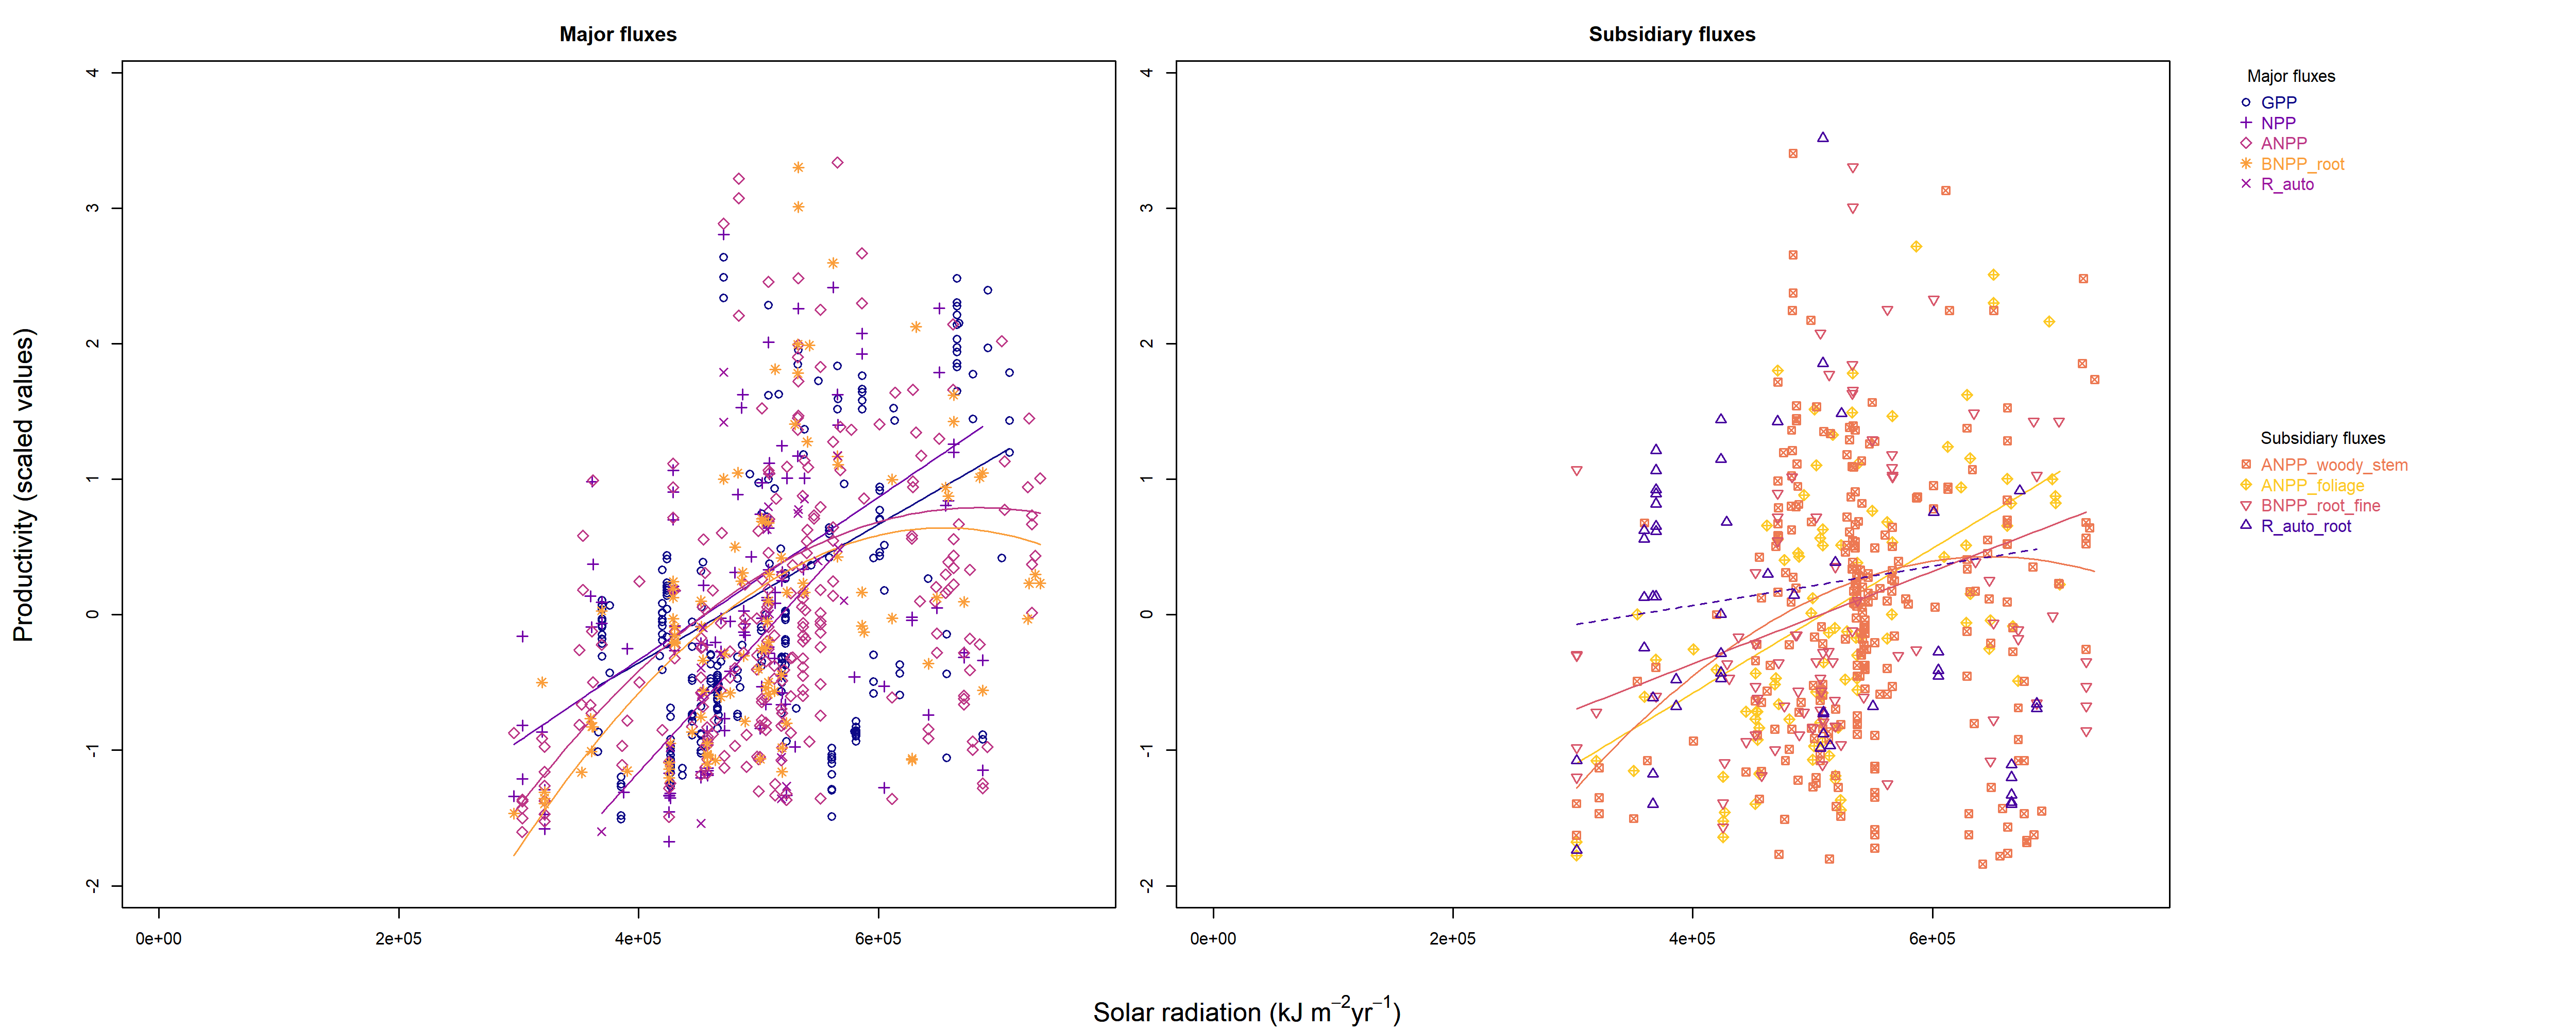 Major fluxes
Subsidiary fluxes
Productivity (scaled values)
4
3
2
1
0
-1
-2
0e+00
2e+05
4e+05
6e+05
4
3
2
1
0
-1
-2
0e+00
2e+05
4e+05
6e+05
Solar radiation (kJ m⁻²yr⁻¹)
Major fluxes
GPP
NPP
ANPP
BNPP_root
R_auto
Subsidiary fluxes
ANPP_woody_stem
ANPP_foliage
BNPP_root_fine
R_auto_root